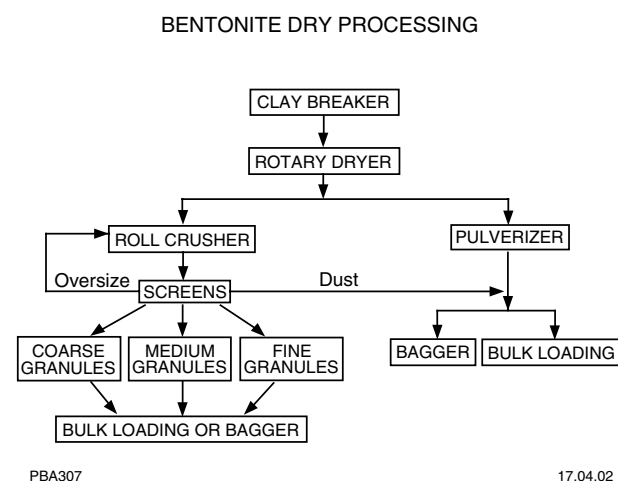 BENTONITE DRY PROCESSING
CLAY BREAKER
ROTARY DRYER
ROLL CRUSHER
PULVERIZER
Oversize
SCREENS
Dust
COARSE
GRANULES
MEDIUM
GRANULES
FINE
GRANULES
BAGGER
BULK LOADING
BULK LOADING OR BAGGER
PBA307
17.04.02